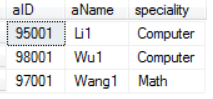 aID aName speciality
95001 Li1 Computer
98001 Wu1 Computer
97001 Wang1 Math